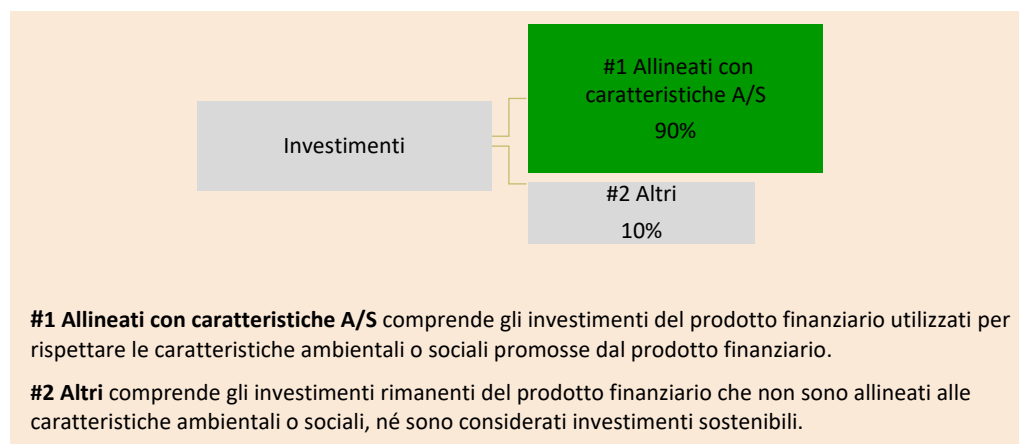 #1 Allineati con
caratteristiche A/S
90%
Investimenti
#2 Altri
10%
#1 Allineati con caratteristiche A/S comprende gli investimenti del prodotto finanziario utilizzati per
rispettare le caratteristiche ambientali o sociali promosse dal prodotto finanziario.
#2 Altri comprende gli investimenti rimanenti del prodotto finanziario che non sono allineati alle
caratteristiche ambientali o sociali, né sono considerati investimenti sostenibili.